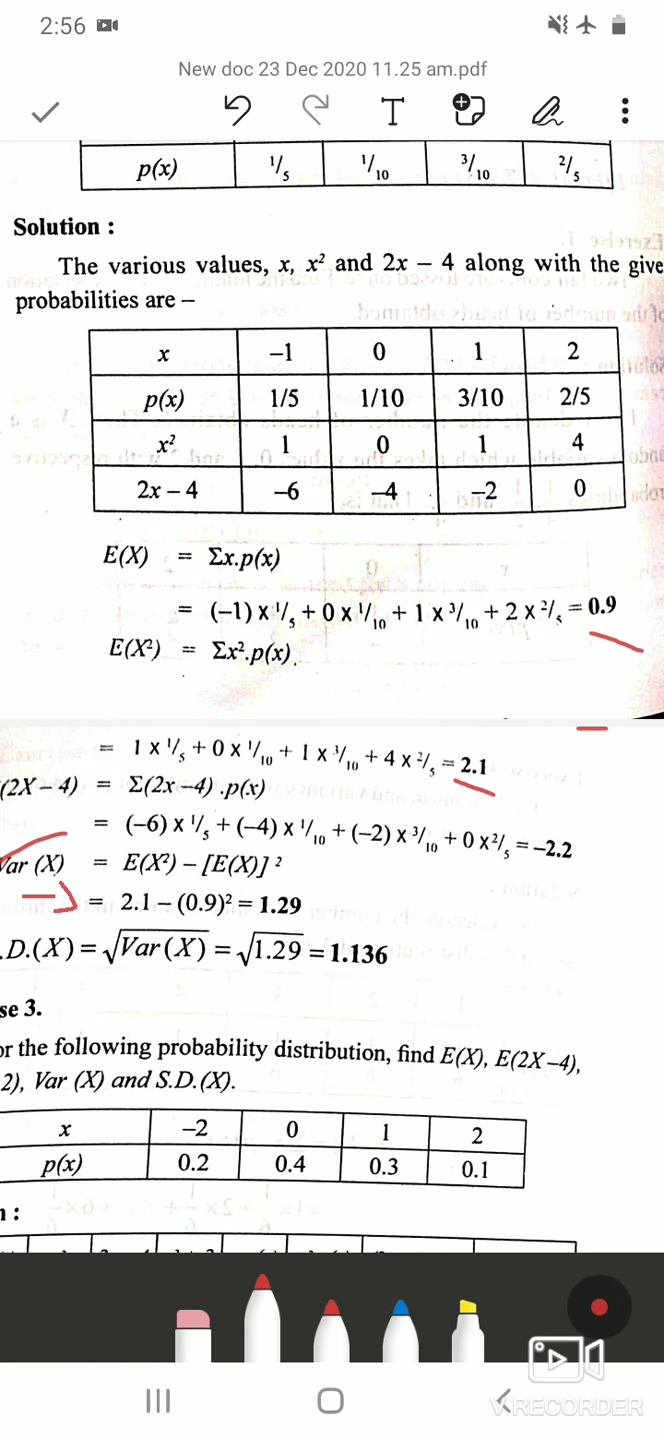 2:56
New doc 23 Dec 2020 11.25 am.pdf
T
p(x) 1/5 1/10 3/10 2/5
Solution :
The various values, x, x² and 2x – 4 along with the give
probabilities are –
x –1 0 1 2
p(x) 1/5 1/10 3/10 2/5
x² 1 0 1 4
2x – 4 –6 –4 –2 0
E(X) = Σx.p(x)
= (–1) x 1/5 + 0 x 1/10 + 1 x 3/10 + 2 x 2/5 = 0.9
E(X²) = Σx².p(x).
= 1 x 1/5 + 0 x 1/10 + 1 x 3/10 + 4 x 2/5 = 2.1
(2X – 4) = Σ(2x–4) .p(x)
= (–6) x 1/5 + (–4) x 1/10 + (–2) x 3/10 + 0 x 2/5 = –2.2
Var (X) = E(X²) – [E(X)] ²
= 2.1 – (0.9)² = 1.29
.D.(X) = √Var (X) = √1.29 = 1.136
se 3.
or the following probability distribution, find E(X), E(2X–4),
2), Var (X) and S.D.(X).
x –2 0 1 2
p(x) 0.2 0.4 0.3 0.1
n :
V RECORDER